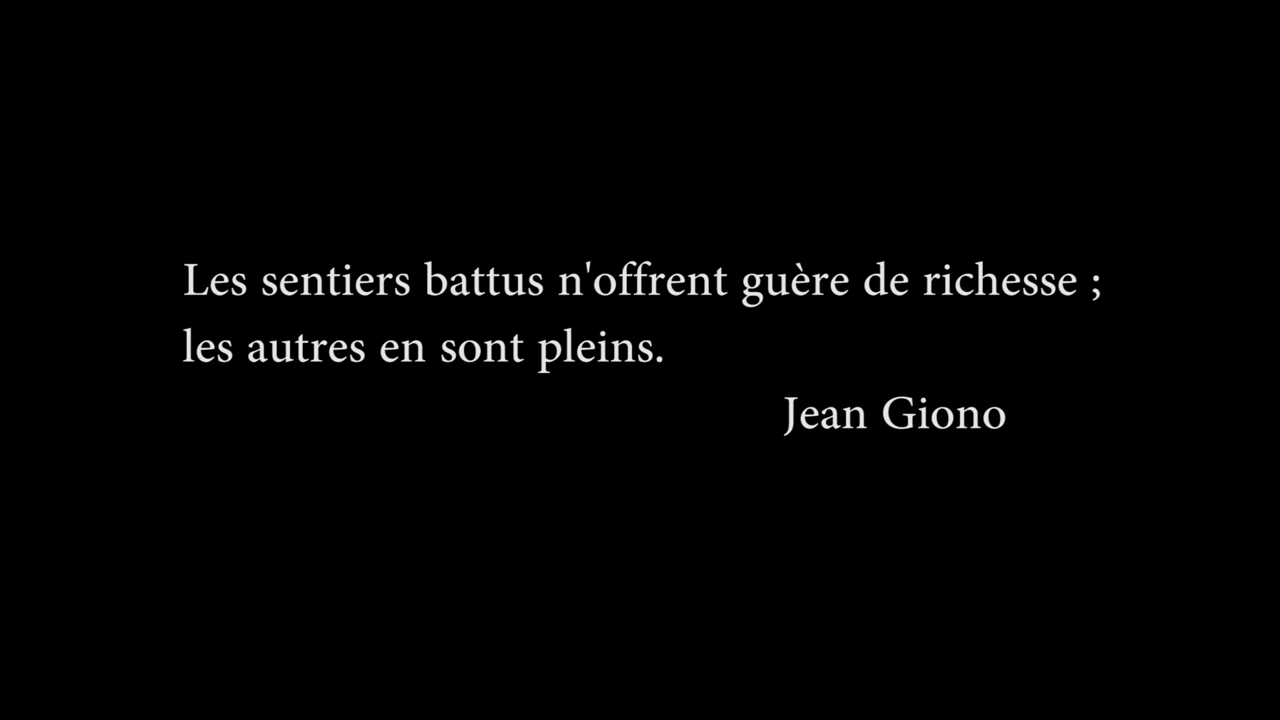 Les sentiers battus n'offrent guère de richesse ;
les autres en sont pleins.
Jean Giono